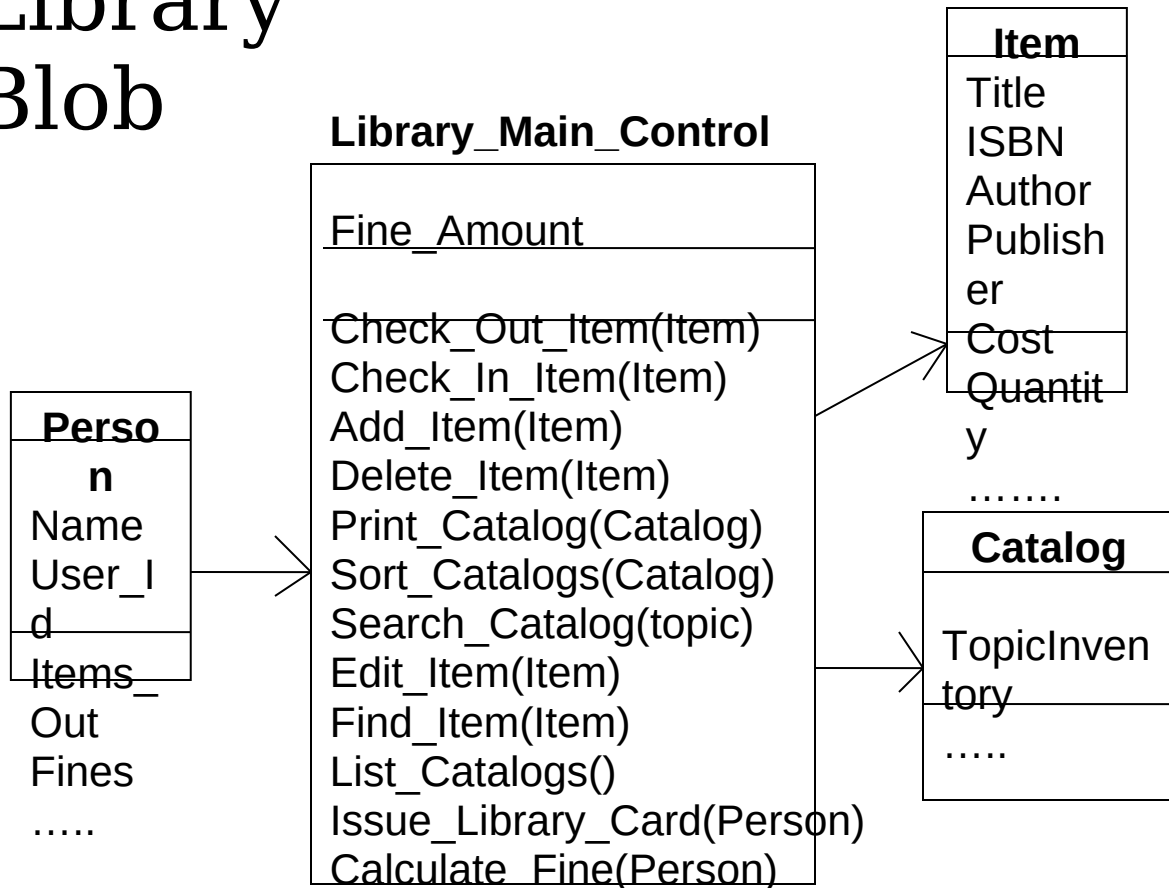 Library
Blob
Library_Main_Control
Fine_Amount
Check_Out_Item(Item)
Check_In_Item(Item)
Add_Item(Item)
Delete_Item(Item)
Print_Catalog(Catalog)
Sort_Catalogs(Catalog)
Search_Catalog(topic)
Edit_Item(Item)
Find_Item(Item)
List_Catalogs()
Issue_Library_Card(Person)
Calculate_Fine(Person)
Perso
n
Name
User_I
d
Items_
Out
Fines
…..
Item
Title
ISBN
Author
Publish
er
Cost
Quantit
y
…….
Catalog
TopicInven
tory
…..